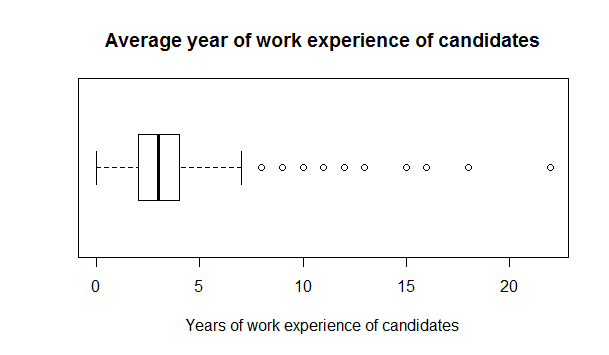 Average year of work experience of candidates
0 5 10 15 20
Years of work experience of candidates